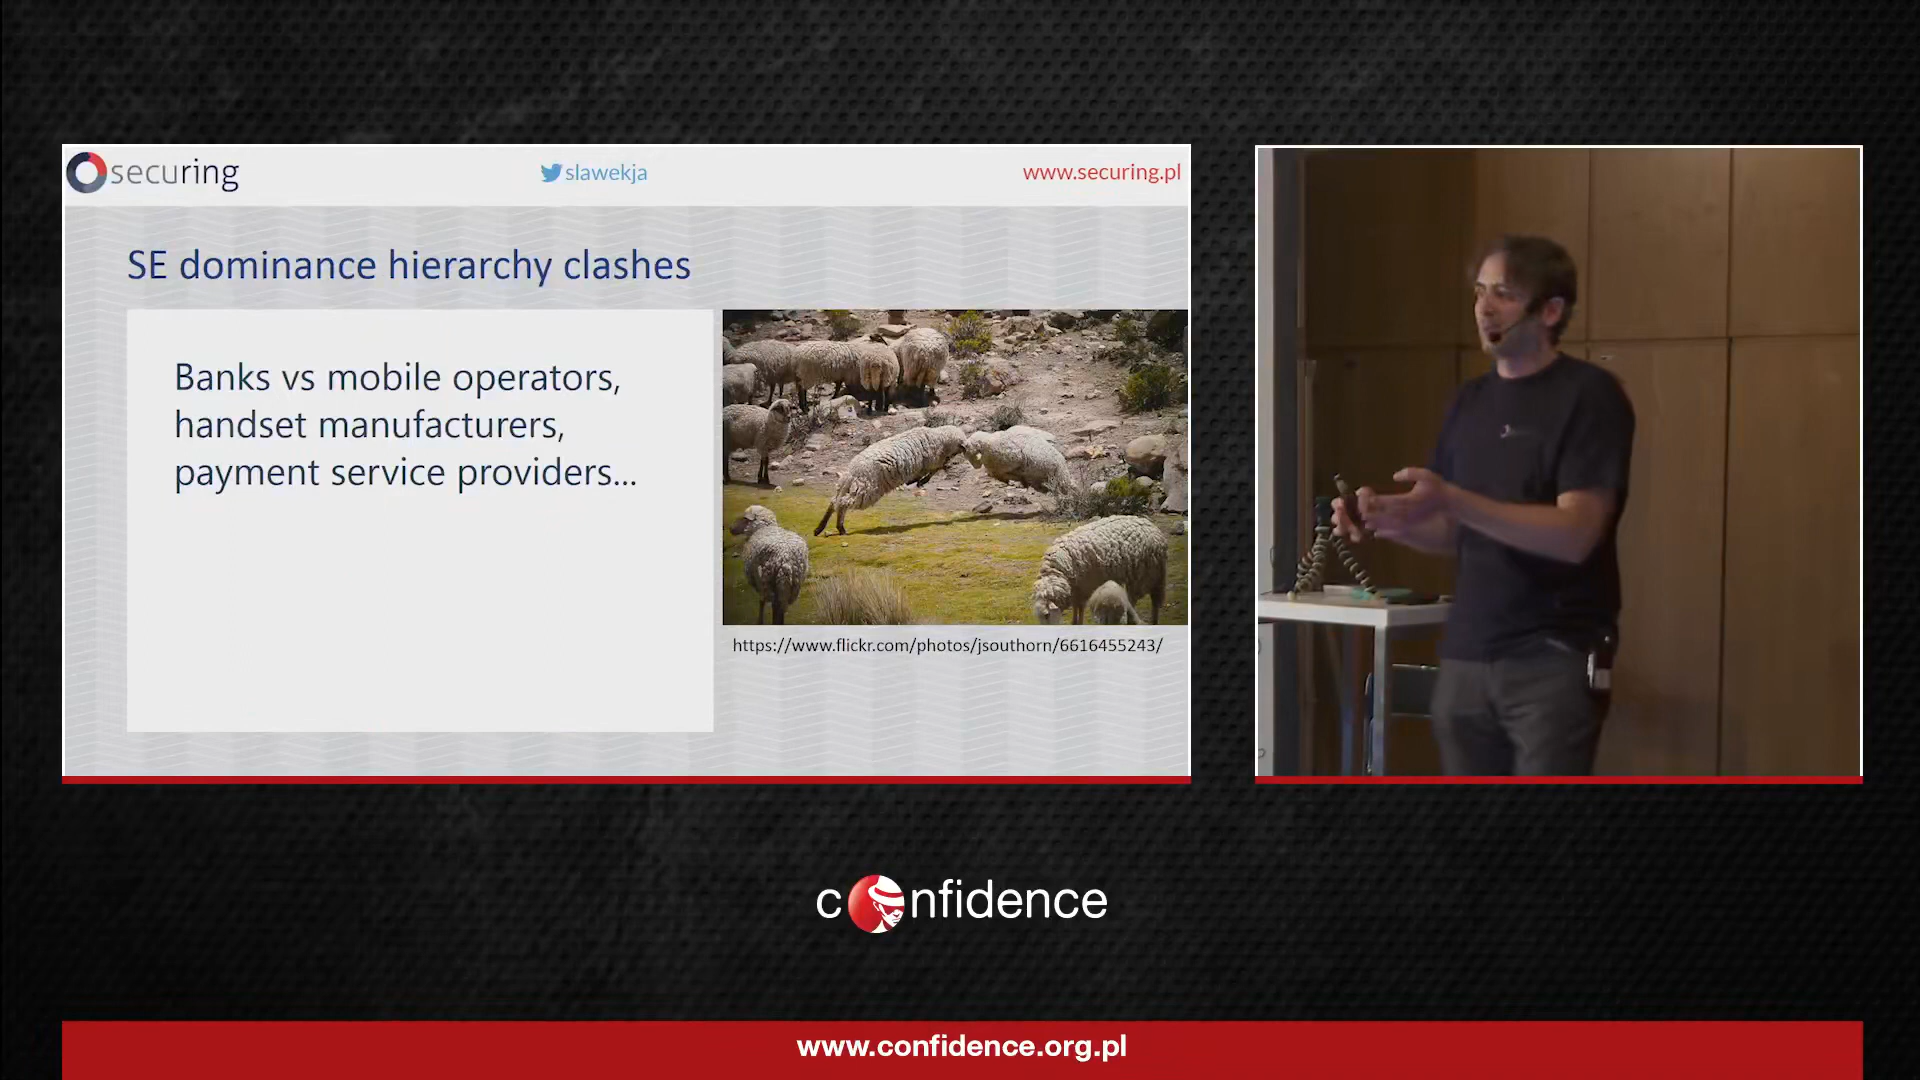 securing
slawekja
www.securing.pl
SE dominance hierarchy clashes
Banks vs mobile operators,
handset manufacturers,
payment service providers...
https://www.flickr.com/photos/jsouthorn/6616455243/
confidence
www.confidence.org.pl